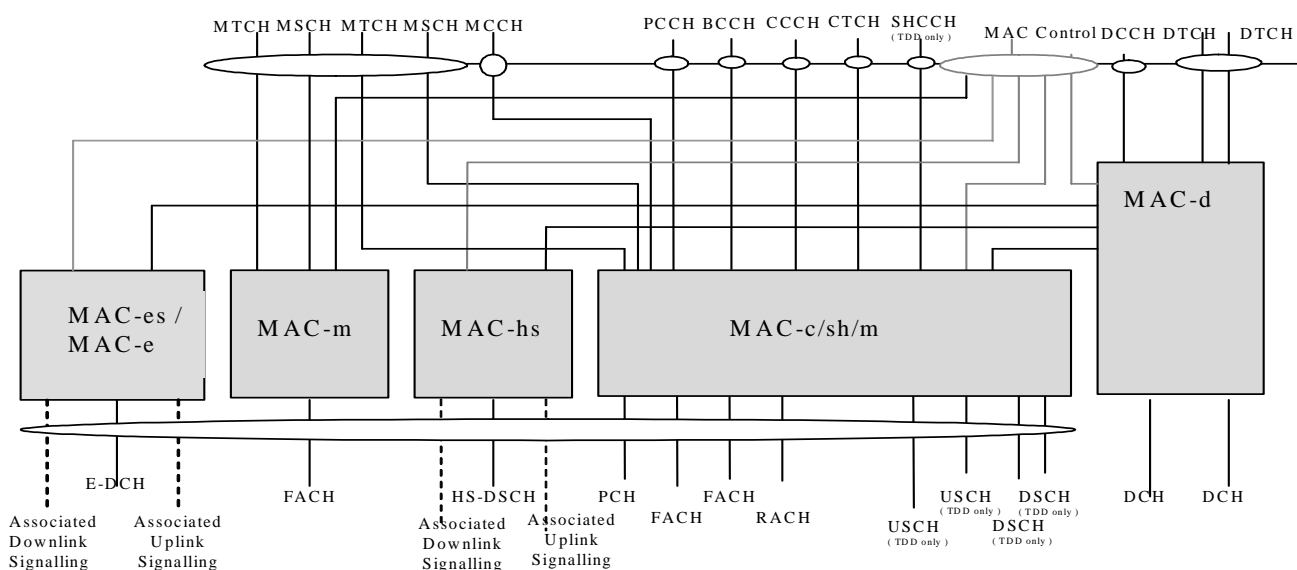 MTCH MSCH MTCH MSCH MCCH PCCH BCCH CCCH CTCH SHCCH MAC Control DCCH DTCH DTCH
( TDD only )
MAC-d
MAC-es /
MAC-e
MAC-m
MAC-hs
MAC-c/sh/m
E-DCH
FACH
HS-DSCH
PCH
FACH
FACH
RACH
USCH
( TDD only )
USCH
( TDD only )
DSCH
( TDD only )
DSCH
( TDD only )
DCH
DCH
Associated
Downlink
Signalling
Associated
Uplink
Signalling
Associated
Downlink
Signalling
Associated
Uplink
Signalling